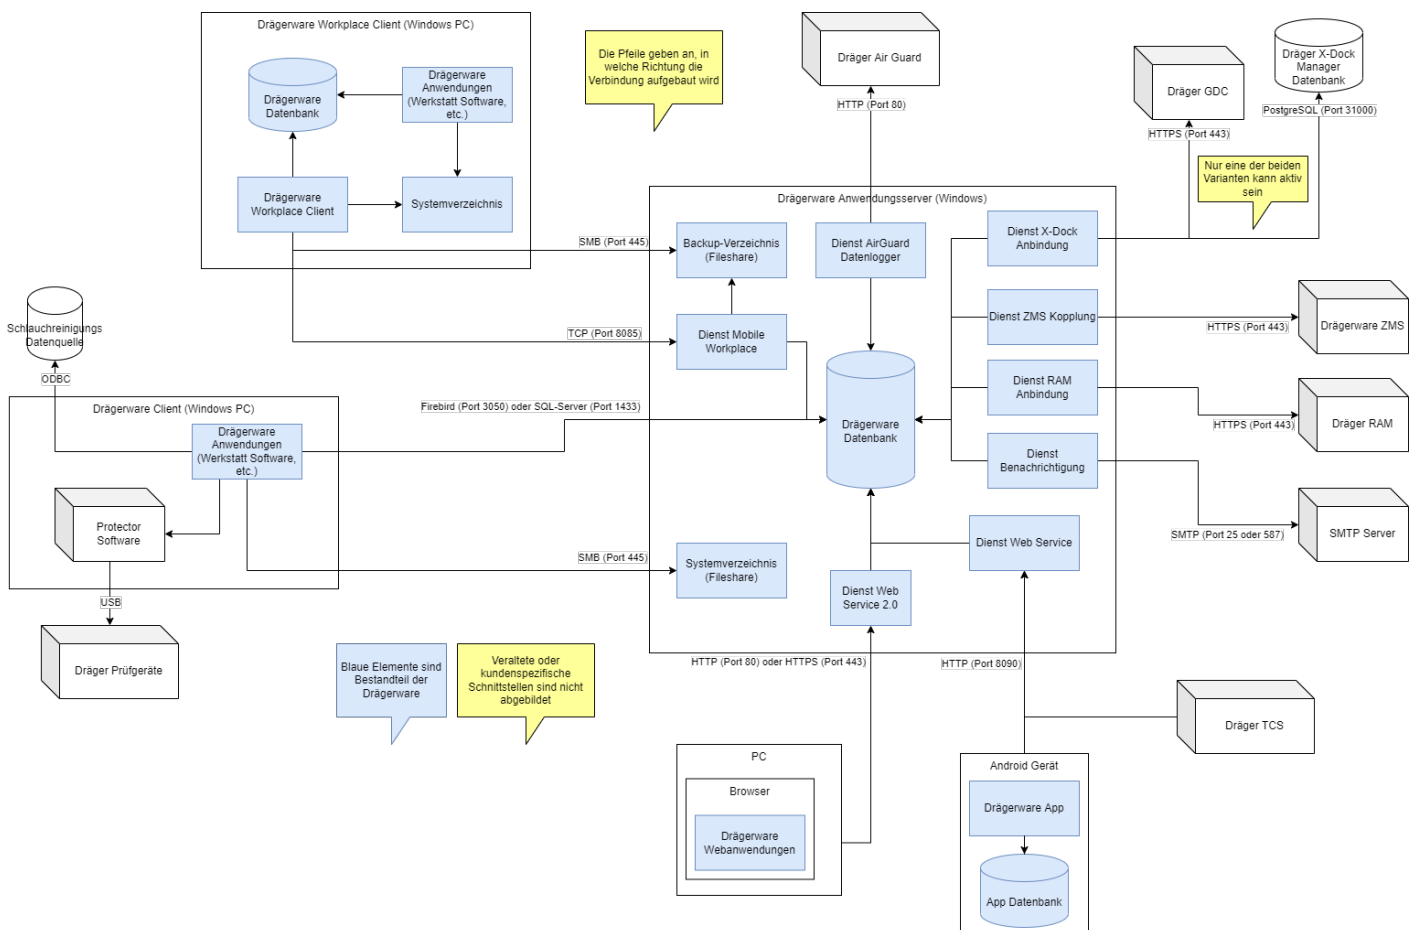 Drägerware Workplace Client (Windows PC)
Drägerware
Datenbank
Drägerware
Anwendungen
(Werkstatt Software,
etc.)
Drägerware
Workplace Client
Systemverzeichnis
Die Pfeile geben an, in
welche Richtung die
Verbindung aufgebaut wird
Dräger Air Guard
HTTP (Port 80)
Dräger GDC
HTTPS (Port 443)
Dräger X-Dock
Manager
Datenbank
PostgreSQL (Port 31000)
Nur eine der beiden
Varianten kann aktiv
sein
Drägerware Anwendungsserver (Windows)
SMB (Port 445)
Backup-Verzeichnis
(Fileshare)
Dienst AirGuard
Datenlogger
Dienst X-Dock
Anbindung
TCP (Port 8085)
Dienst Mobile
Workplace
Dienst ZMS Kopplung
HTTPS (Port 443)
Drägerware ZMS
Schlauchreinigungs
Datenquelle
ODBC
Drägerware Client (Windows PC)
Drägerware
Anwendungen
(Werkstatt Software,
etc.)
Firebird (Port 3050) oder SQL-Server (Port 1433)
Drägerware
Datenbank
Dienst RAM
Anbindung
HTTPS (Port 443)
Dräger RAM
Dienst
Benachrichtigung
SMTP (Port 25 oder 587)
SMTP Server
Protector
Software
USB
Dräger Prüfgeräte
SMB (Port 445)
Systemverzeichnis
(Fileshare)
Dienst Web Service
Dienst Web
Service 2.0
Blaue Elemente sind
Bestandteil der
Drägerware
Veraltete oder
kundenspezifische
Schnittstellen sind nicht
abgebildet
HTTP (Port 80) oder HTTPS (Port 443)
HTTP (Port 8090)
Dräger TCS
PC
Browser
Drägerware
Webanwendungen
Android Gerät
Drägerware App
App Datenbank